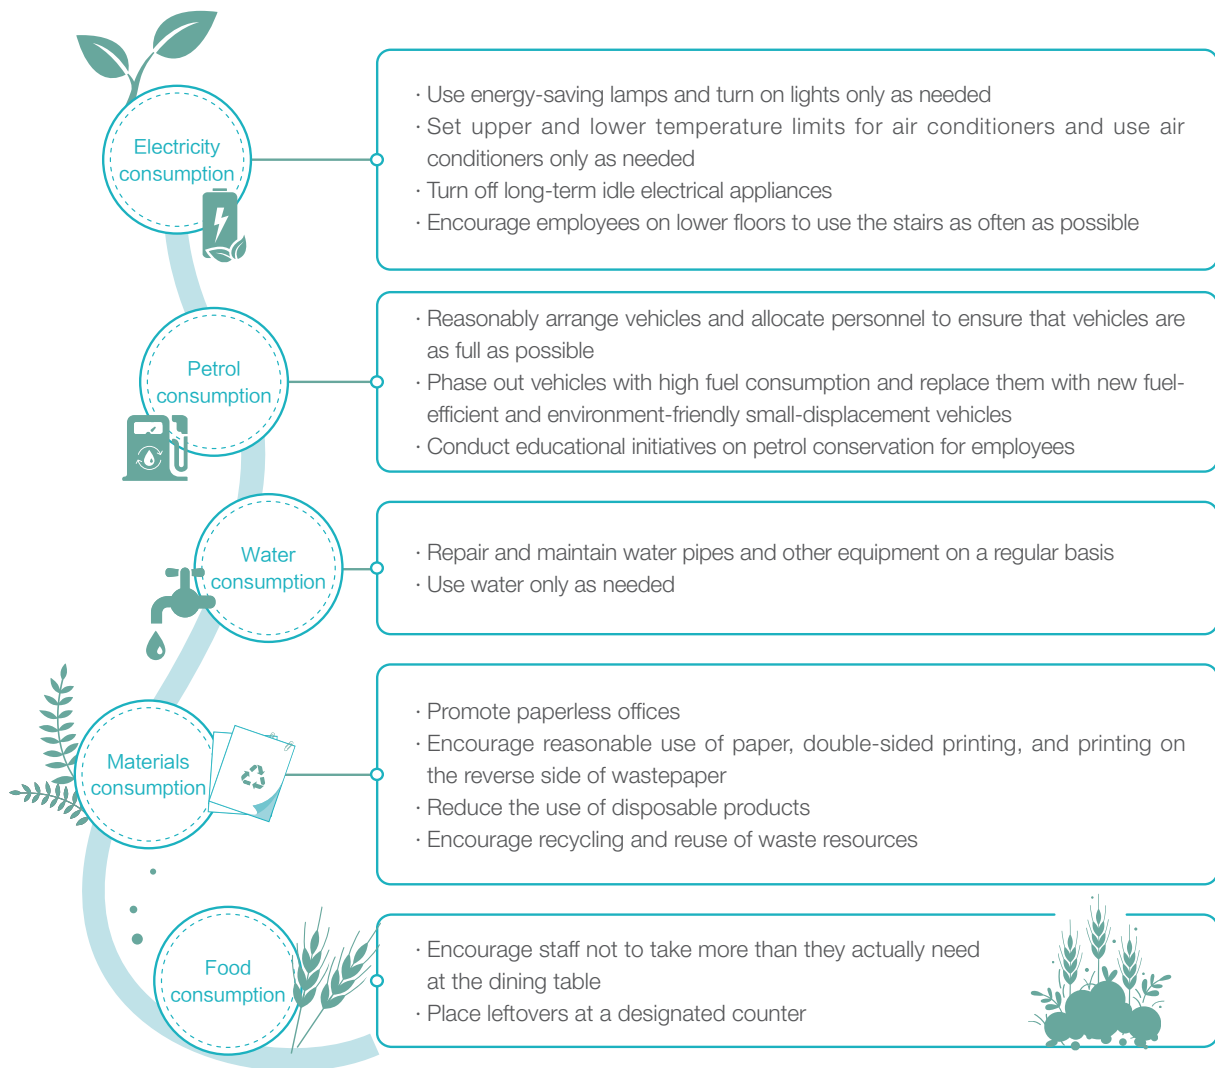 Electricity
consumption
· Use energy-saving lamps and turn on lights only as needed
· Set upper and lower temperature limits for air conditioners and use air
conditioners only as needed
· Turn off long-term idle electrical appliances
· Encourage employees on lower floors to use the stairs as often as possible
Petrol
consumption
· Reasonably arrange vehicles and allocate personnel to ensure that vehicles are
as full as possible
· Phase out vehicles with high fuel consumption and replace them with new fuel-
efficient and environment-friendly small-displacement vehicles
· Conduct educational initiatives on petrol conservation for employees
Water
consumption
· Repair and maintain water pipes and other equipment on a regular basis
· Use water only as needed
Materials
consumption
· Promote paperless offices
· Encourage reasonable use of paper, double-sided printing, and printing on
the reverse side of wastepaper
· Reduce the use of disposable products
· Encourage recycling and reuse of waste resources
Food
consumption
· Encourage staff not to take more than they actually need
at the dining table
· Place leftovers at a designated counter